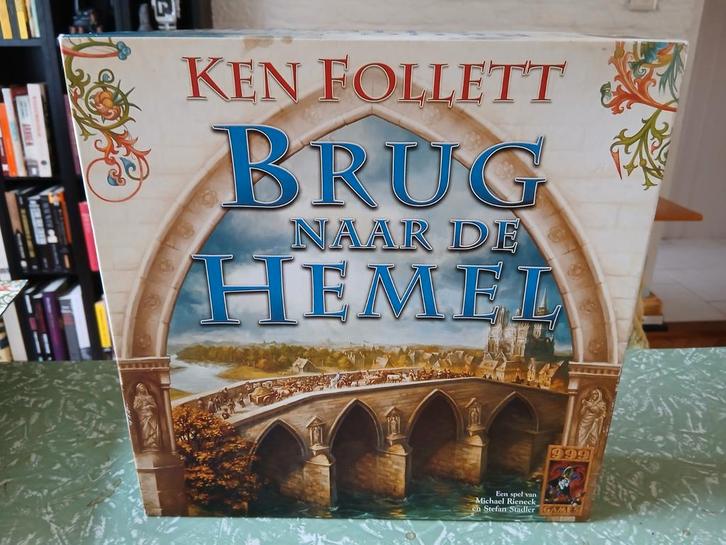 KEN FOLLETT
BRUG
NAAR DE
HEMEL
Een spel van
Michael Rieneck
en Stefan Stadler
999
GAMES